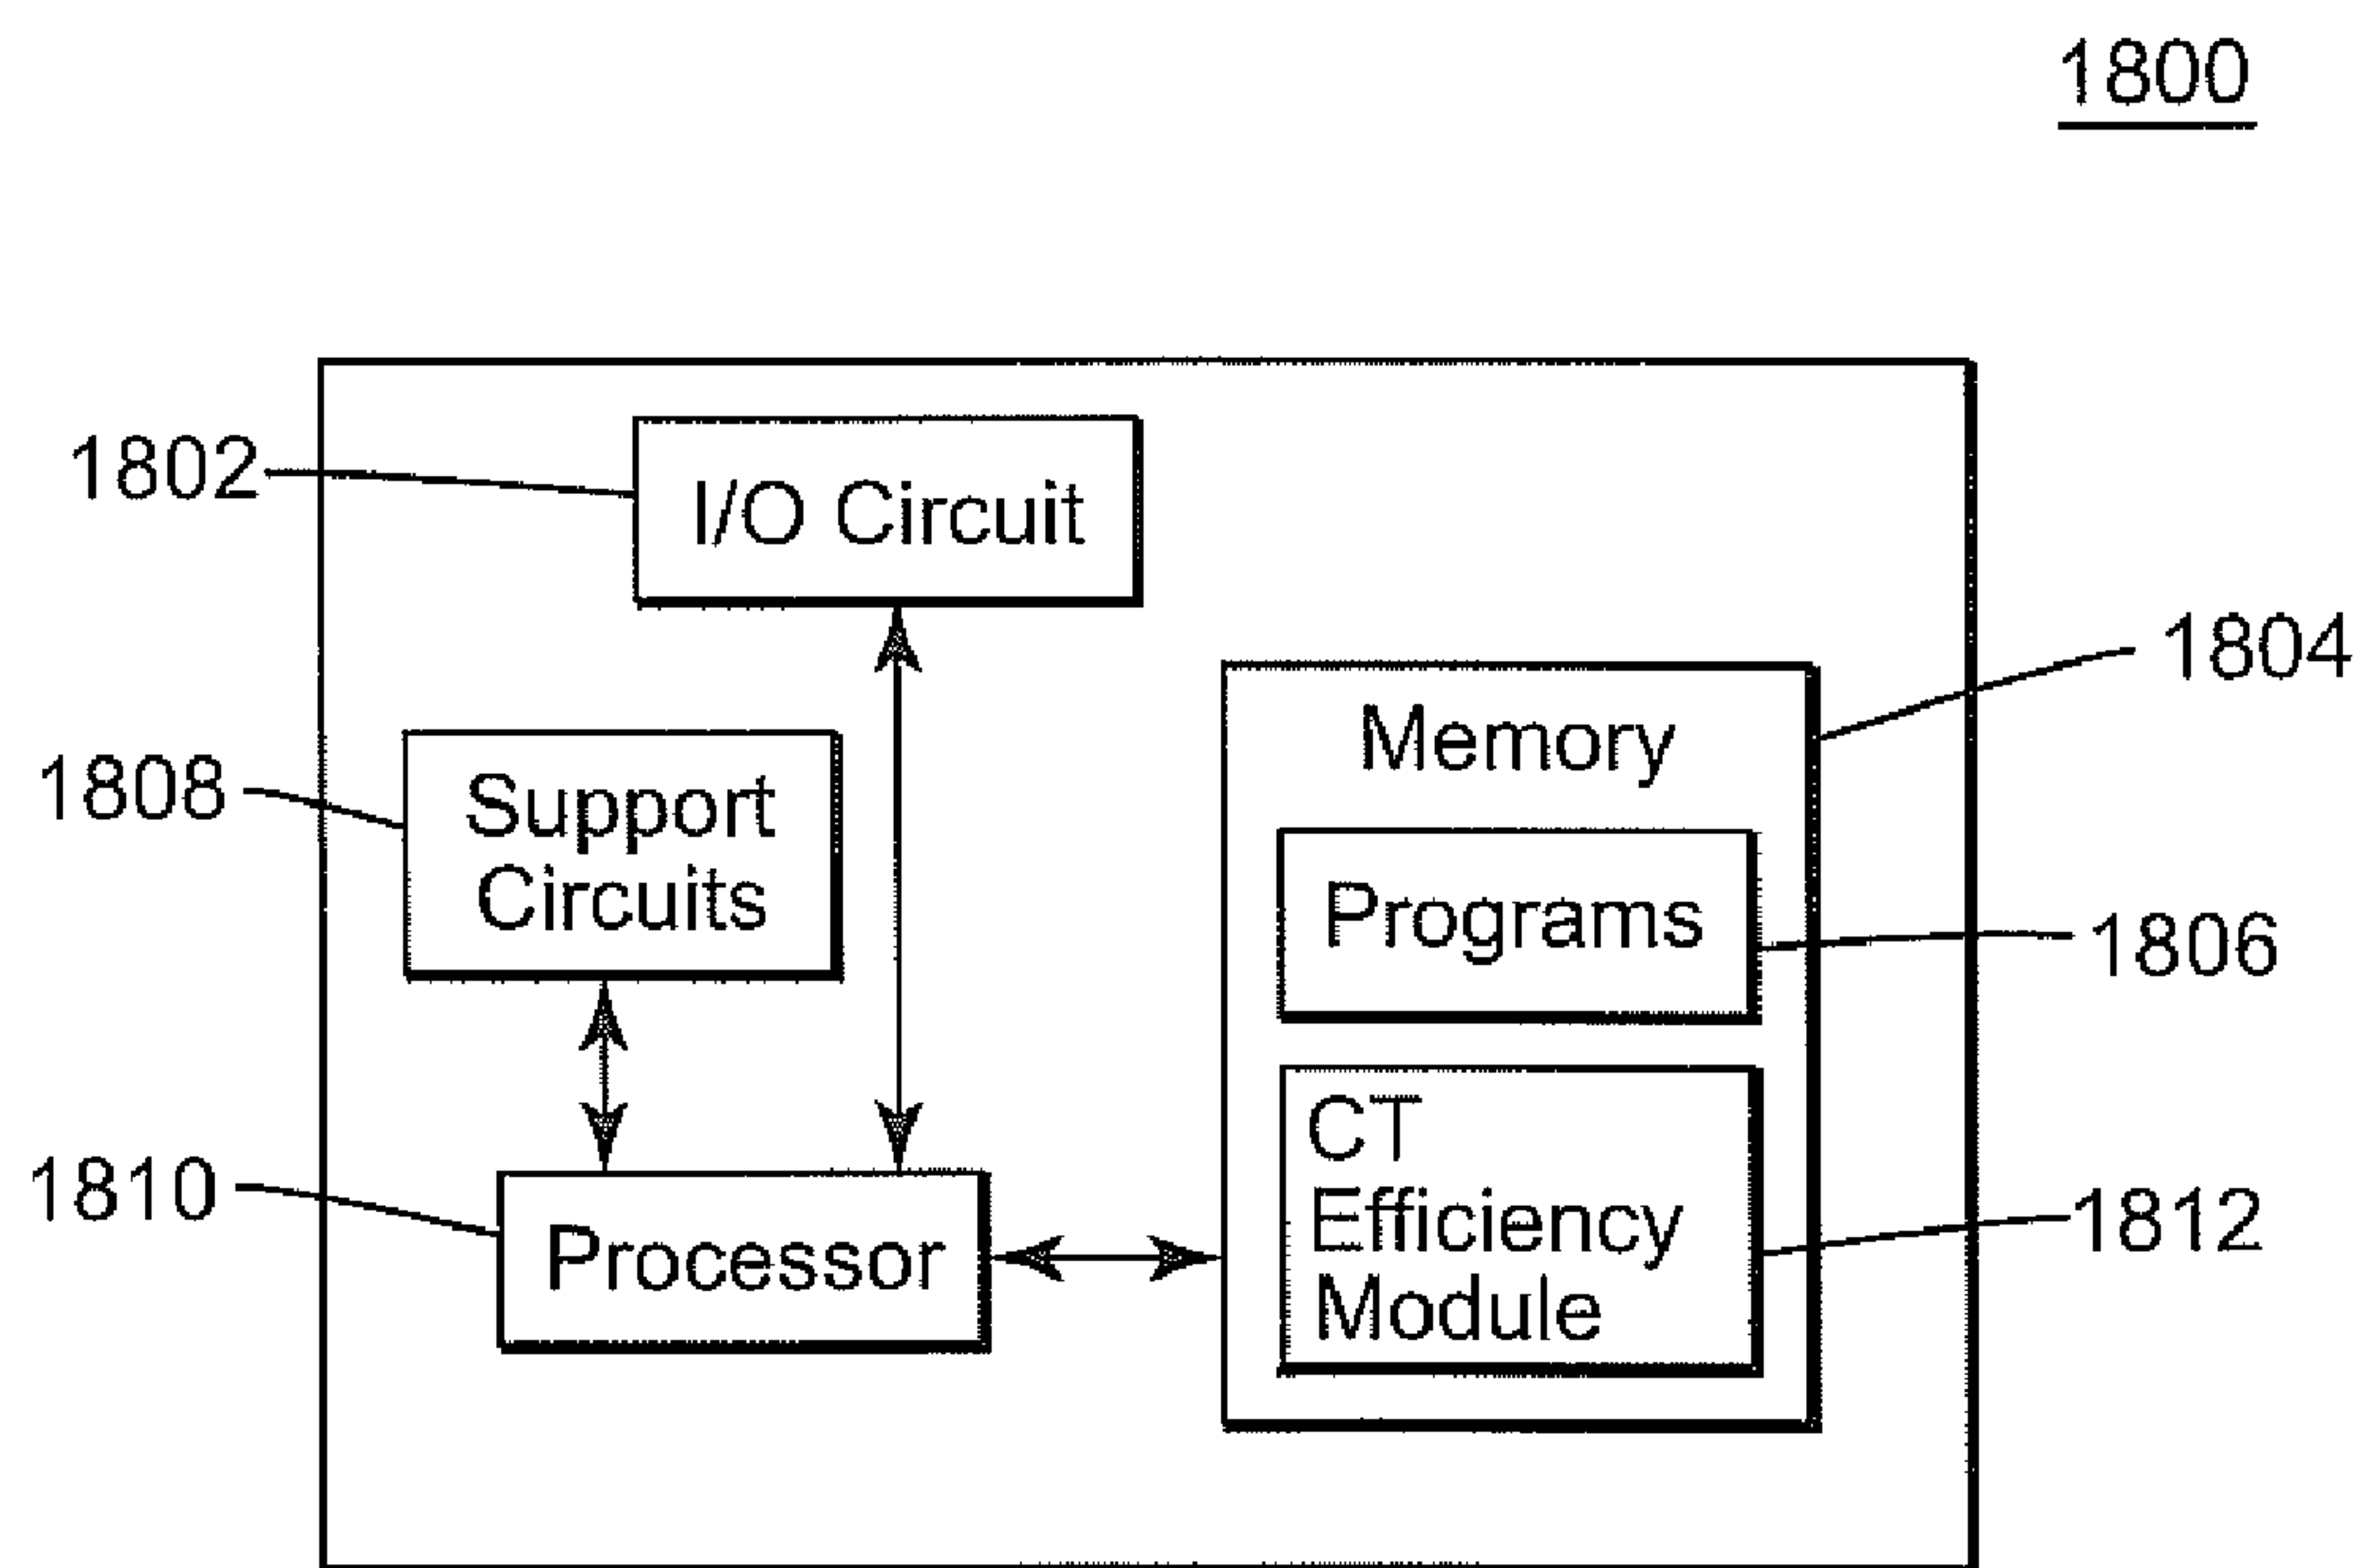 1800
1802
I/O Circuit
1804
Memory
1808
Support
Circuits
Programs
1806
CT
Efficiency
Module
1810
Processor
1812